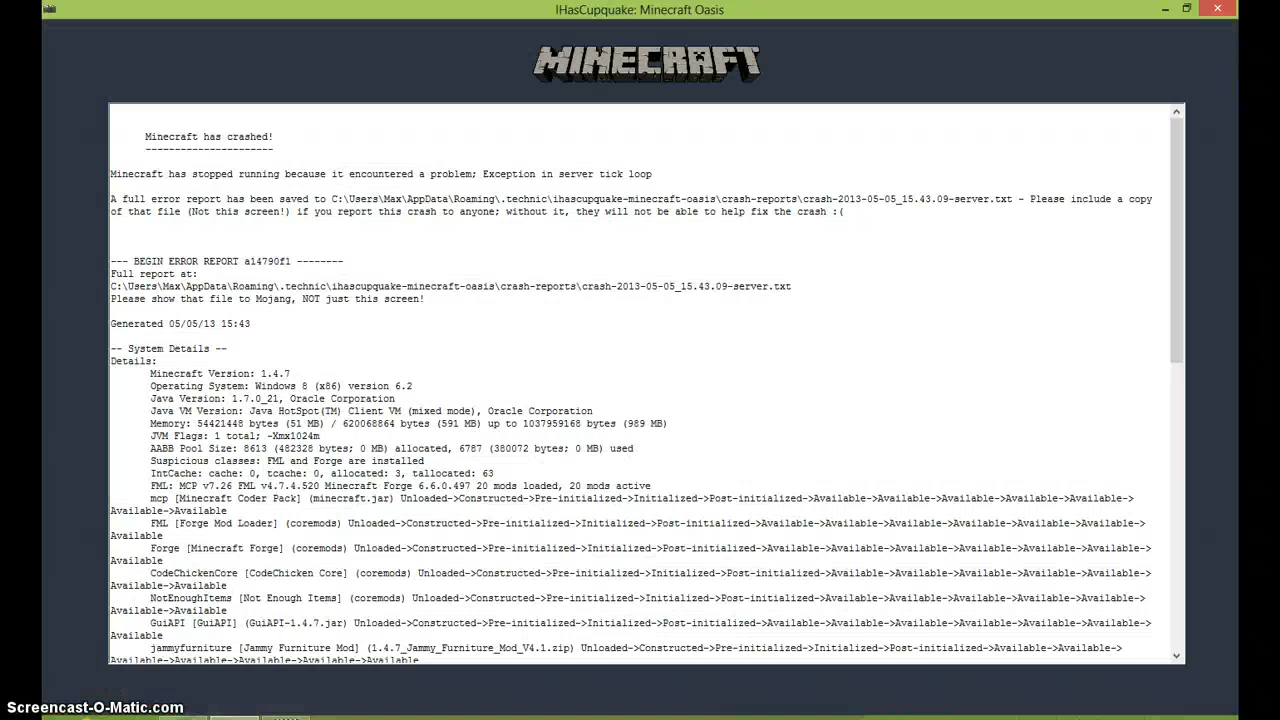 IHasCupquake: Minecraft Oasis
MINECRAFT
Minecraft has crashed!
----------------------
Minecraft has stopped running because it encountered a problem; Exception in server tick loop
A full error report has been saved to C:\Users\Max\AppData\Roaming\.technic\ihascupquake-minecraft-oasis\crash-reports\crash-2013-05-05_15.43.09-server.txt - Please include a copy
of that file (Not this screen!) if you report this crash to anyone; without it, they will not be able to help fix the crash :(
--- BEGIN ERROR REPORT a14790f1 --------
Full report at:
C:\Users\Max\AppData\Roaming\.technic\ihascupquake-minecraft-oasis\crash-reports\crash-2013-05-05_15.43.09-server.txt
Please show that file to Mojang, NOT just this screen!
Generated 05/05/13 15:43
-- System Details --
Details:
Minecraft Version: 1.4.7
Operating System: Windows 8 (x86) version 6.2
Java Version: 1.7.0_21, Oracle Corporation
Java VM Version: Java HotSpot(TM) Client VM (mixed mode), Oracle Corporation
Memory: 54421448 bytes (51 MB) / 620068864 bytes (591 MB) up to 1037959168 bytes (989 MB)
JVM Flags: 1 total; -Xmx1024m
AABB Pool Size: 8613 (482328 bytes; 0 MB) allocated, 6787 (380072 bytes; 0 MB) used
Suspicious classes: FML and Forge are installed
IntCache: cache: 0, tcache: 0, allocated: 3, tallocated: 63
FML: MCP v7.26 FML v4.7.4.520 Minecraft Forge 6.6.0.497 20 mods loaded, 20 mods active
mcp [Minecraft Coder Pack] (minecraft.jar) Unloaded->Constructed->Pre-initialized->Initialized->Post-initialized->Available->Available->Available->Available->
Available->Available
FML [Forge Mod Loader] (coremods) Unloaded->Constructed->Pre-initialized->Initialized->Post-initialized->Available->Available->Available->Available->Available->
Available
Forge [Minecraft Forge] (coremods) Unloaded->Constructed->Pre-initialized->Initialized->Post-initialized->Available->Available->Available->Available->Available->
Available
CodeChickenCore [CodeChicken Core] (coremods) Unloaded->Constructed->Pre-initialized->Initialized->Post-initialized->Available->Available->Available->Available->
Available->Available
NotEnoughItems [Not Enough Items] (coremods) Unloaded->Constructed->Pre-initialized->Initialized->Post-initialized->Available->Available->Available->Available->
Available->Available
GuiAPI [GuiAPI] (GuiAPI-1.4.7.jar) Unloaded->Constructed->Pre-initialized->Initialized->Post-initialized->Available->Available->Available->Available->Available->
Available
jammyfurniture [Jammy Furniture Mod] (1.4.7_Jammy_Furniture_Mod_V4.1.zip) Unloaded->Constructed->Pre-initialized->Initialized->Post-initialized->Available->
Available->Available->Available->Available->Available
Screencast-O-Matic.com